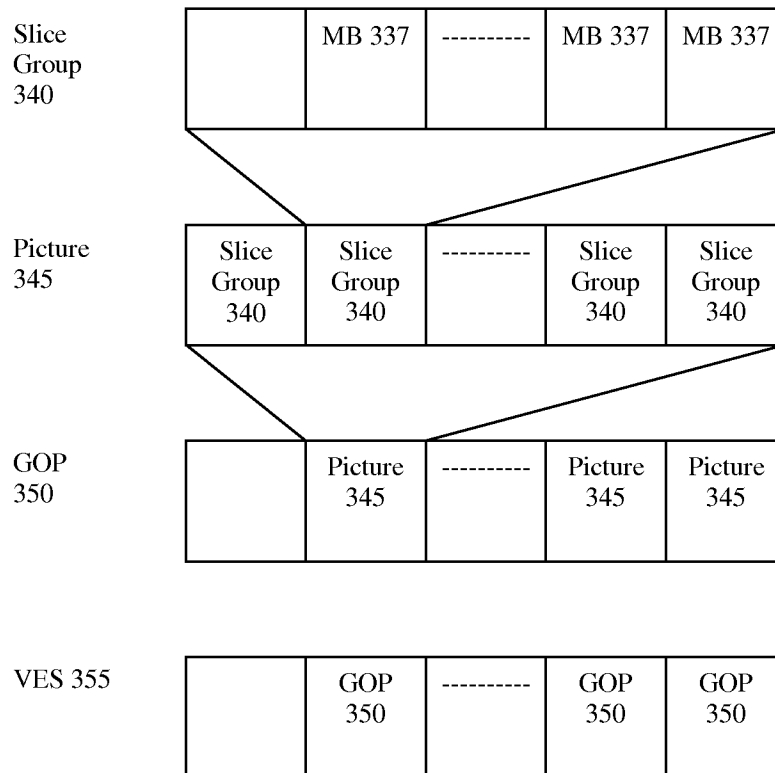 Slice
Group
340
MB 337
----------
MB 337
MB 337
Picture
345
Slice
Group
340
Slice
Group
340
----------
Slice
Group
340
Slice
Group
340
GOP
350
Picture
345
----------
Picture
345
Picture
345
VES 355
GOP
350
----------
GOP
350
GOP
350